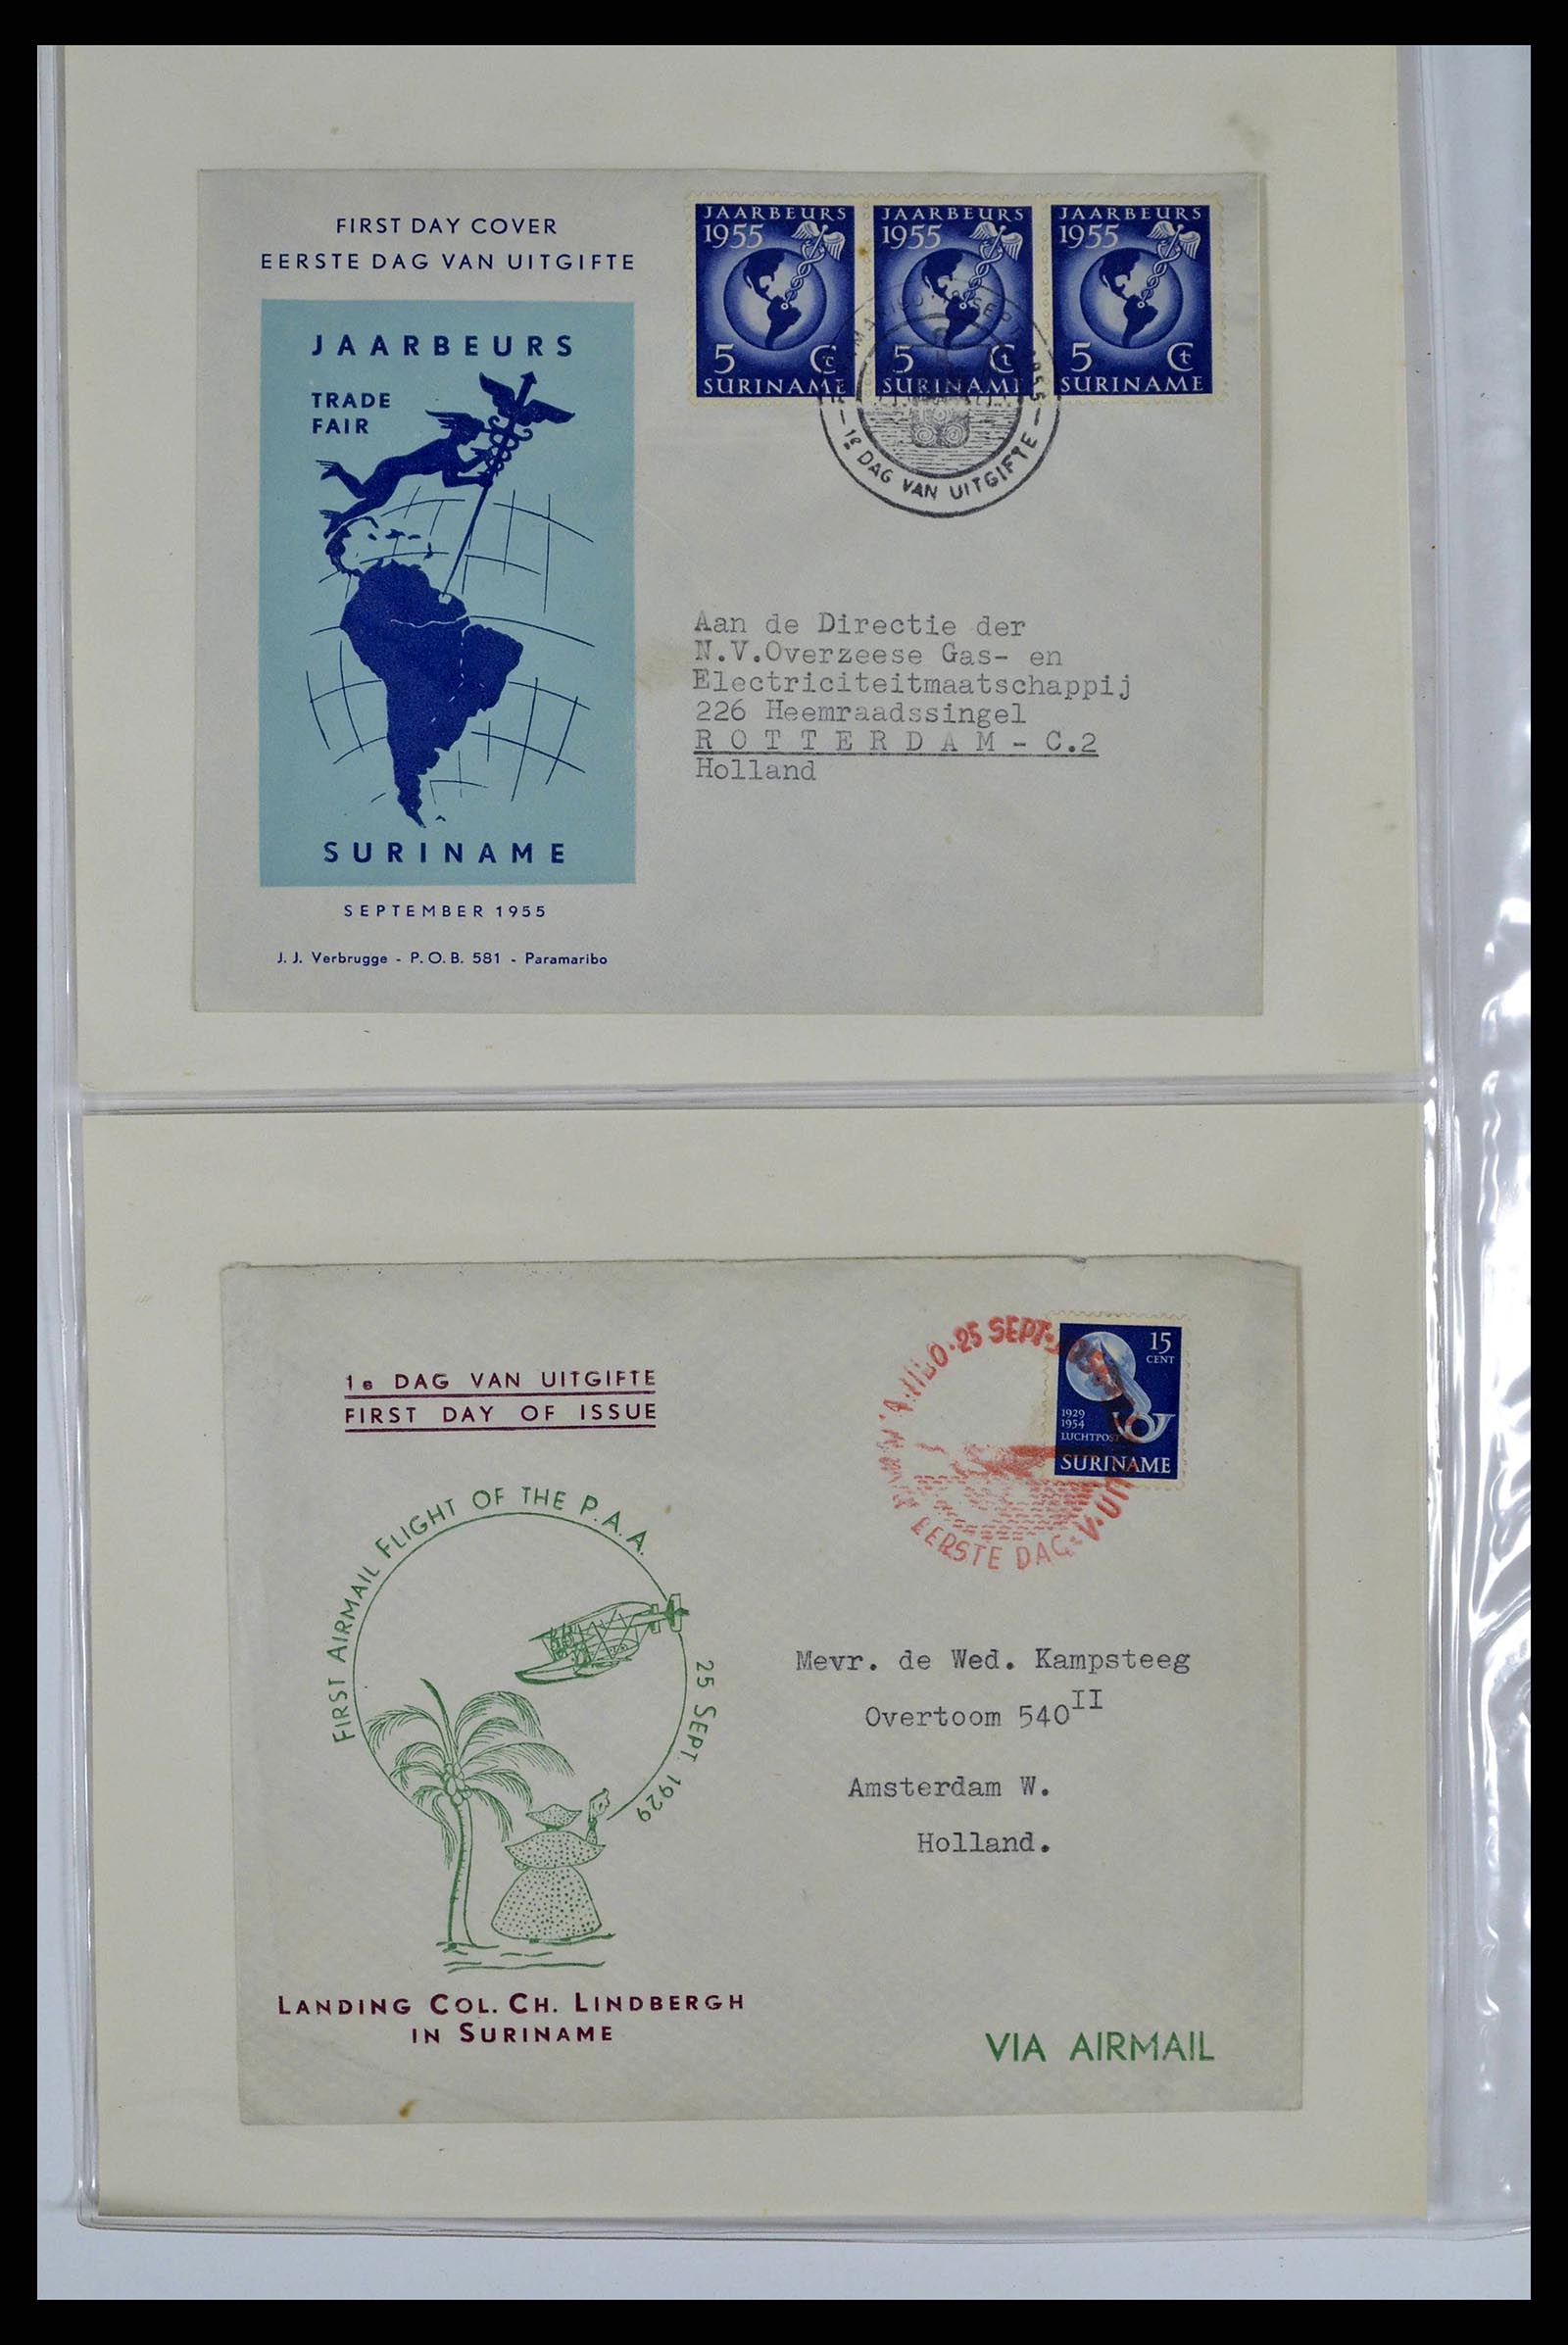 FIRST DAY COVER
EERSTE DAG VAN UITGIFTE
JAARBEURS
TRADE
FAIR
SURINAME
SEPTEMBER 1955
J. J. Verbrugge - P.O.B. 581 - Paramaribo
JAARBEURS
1955
5 Ct
SURINAME
JAARBEURS
1955
5 Ct
SURINAME
JAARBEURS
1955
5 Ct
SURINAME
1e DAG VAN UITGIFTE
Aan de Directie der
N.V.Overzeese Gas- en
Electriciteitmaatschappij
226 Heemraadssingel
ROTTERDAM - C.2
Holland
1e DAG VAN UITGIFTE
FIRST DAY OF ISSUE
FIRST AIRMAIL FLIGHT OF THE P.A.A.
25 SEPT 1929
LANDING COL. CH. LINDBERGH
IN SURINAME
25 SEPT.
EERSTE DAG V. UIT
15
CENT
1929
1954
LUCHTPOST
SURINAME
Mevr. de Wed. Kampsteeg
Overtoom 540II
Amsterdam W.
Holland.
VIA AIRMAIL